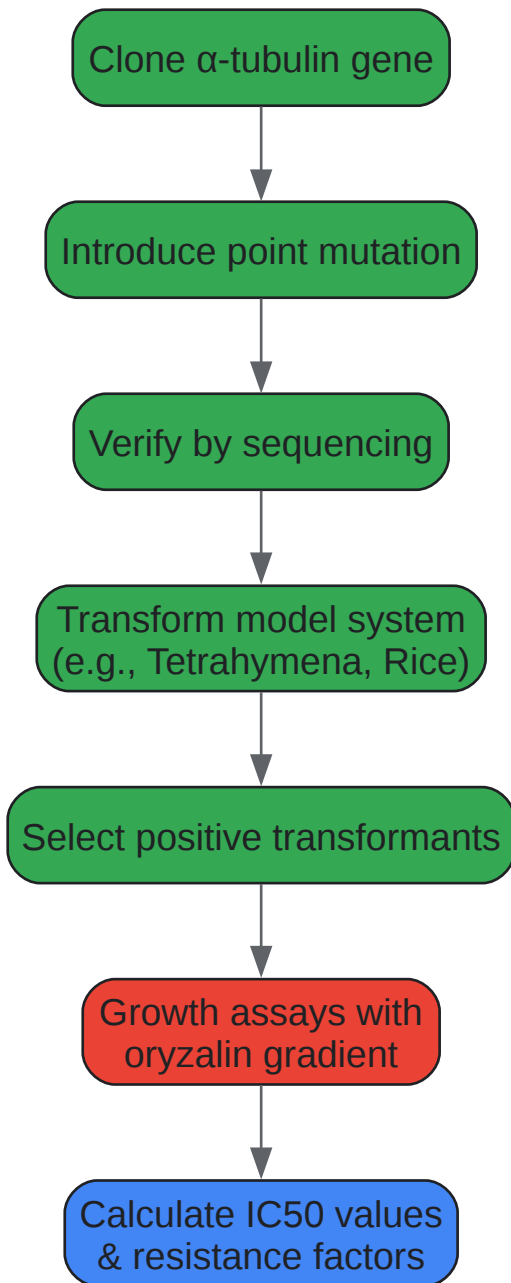 Clone α-tubulin gene
Introduce point mutation
Verify by sequencing
Transform model system
(e.g., Tetrahymena, Rice)
Select positive transformants
Growth assays with
oryzalin gradient
Calculate IC50 values
& resistance factors